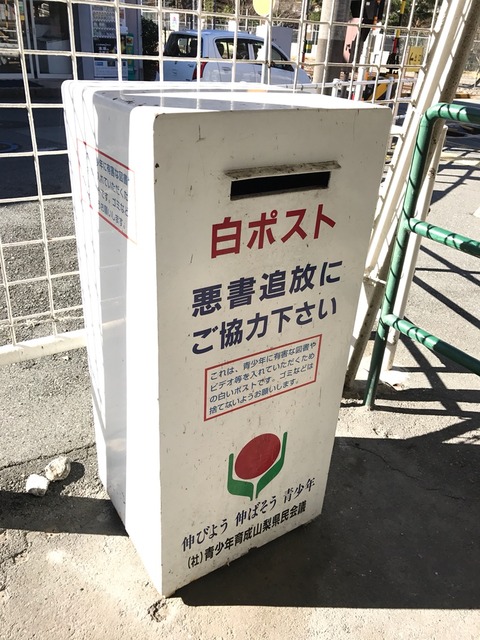 白ポスト
悪書追放に
ご協力下さい
これは、青少年に有害な図書や
ビデオ等を入れていただくため
の白いポストです。ゴミなどは
捨てないようお願いします。
伸びよう 伸ばそう 青少年
(社)青少年育成山梨県民会議